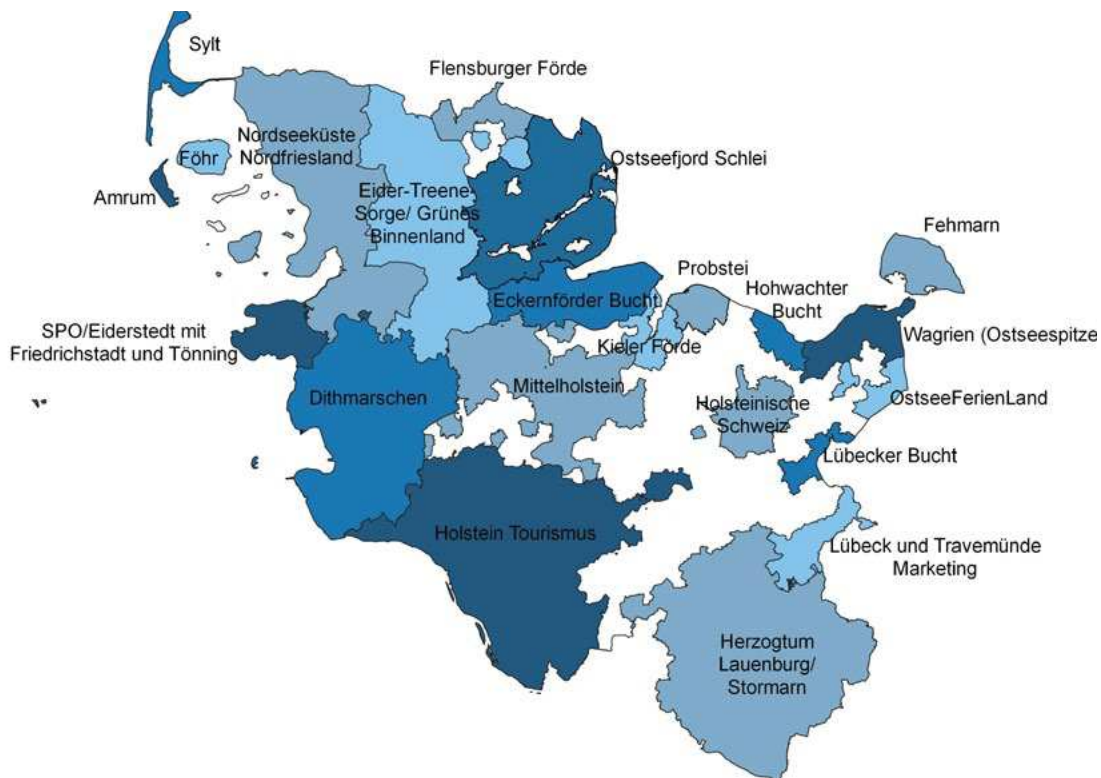 Sylt
Flensburger Förde
Nordseeküste
Nordfriesland
Föhr
Ostseefjord Schlei
Amrum
Eider-Treene-
Sorge/ Grünes
Binnenland
Fehmarn
Probstei
Hohwachter
Bucht
Eckernförder Bucht
SPO/Eiderstedt mit
Friedrichstadt und Tönning
Wagrien (Ostseespitze
Kieler Förde
Mittelholstein
Dithmarschen
Holsteinische
Schweiz
OstseeFerienLand
Lübecker Bucht
Holstein Tourismus
Lübeck und Travemünde
Marketing
Herzogtum
Lauenburg/
Stormarn